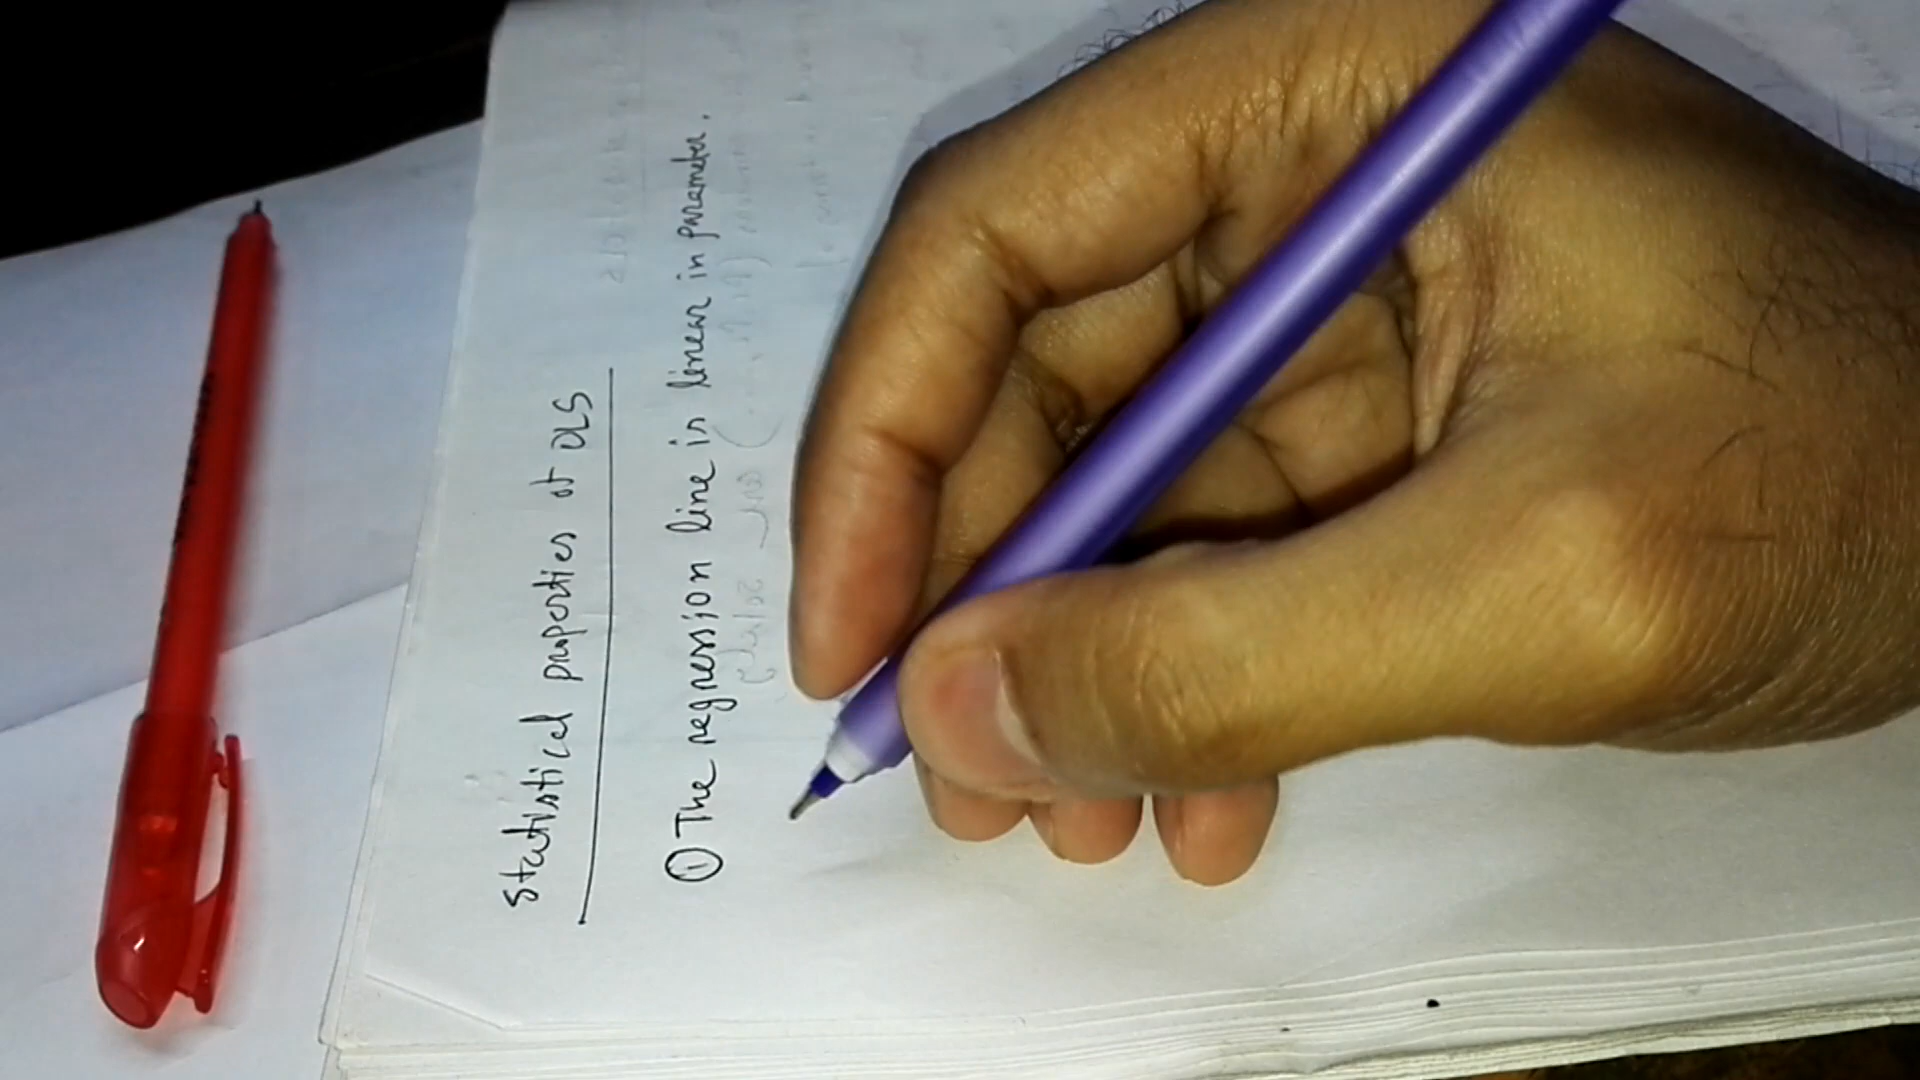 Statistical properties of OLS
① The regression line is linear in parameter.